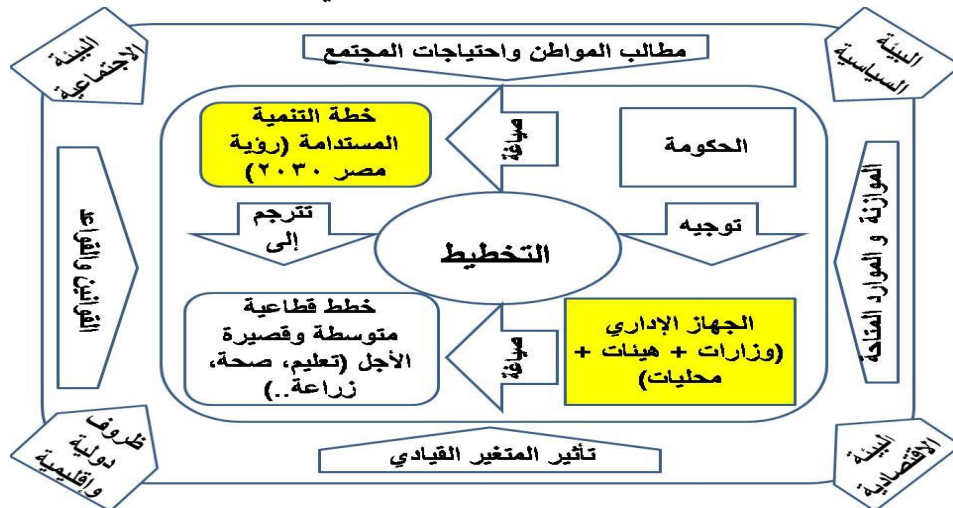 البيئة
السياسية
مطالب المواطن واحتياجات المجتمع
البيئة
الاجتماعية
الحكومة
صياغة
خطة التنمية
المستدامة (رؤية
مصر ٢٠٣٠)
الموازنة و الموارد المتاحة
توجيه
التخطيط
تترجم
إلى
القوانين والقواعد
الجهاز الإداري
(وزارات + هيئات +
محليات)
صياغة
خطط قطاعية
متوسطة وقصيرة
الأجل (تعليم، صحة،
زراعة..)
البيئة
الاقتصادية
تأثير المتغير القيادي
ظروف
دولية
وإقليمية